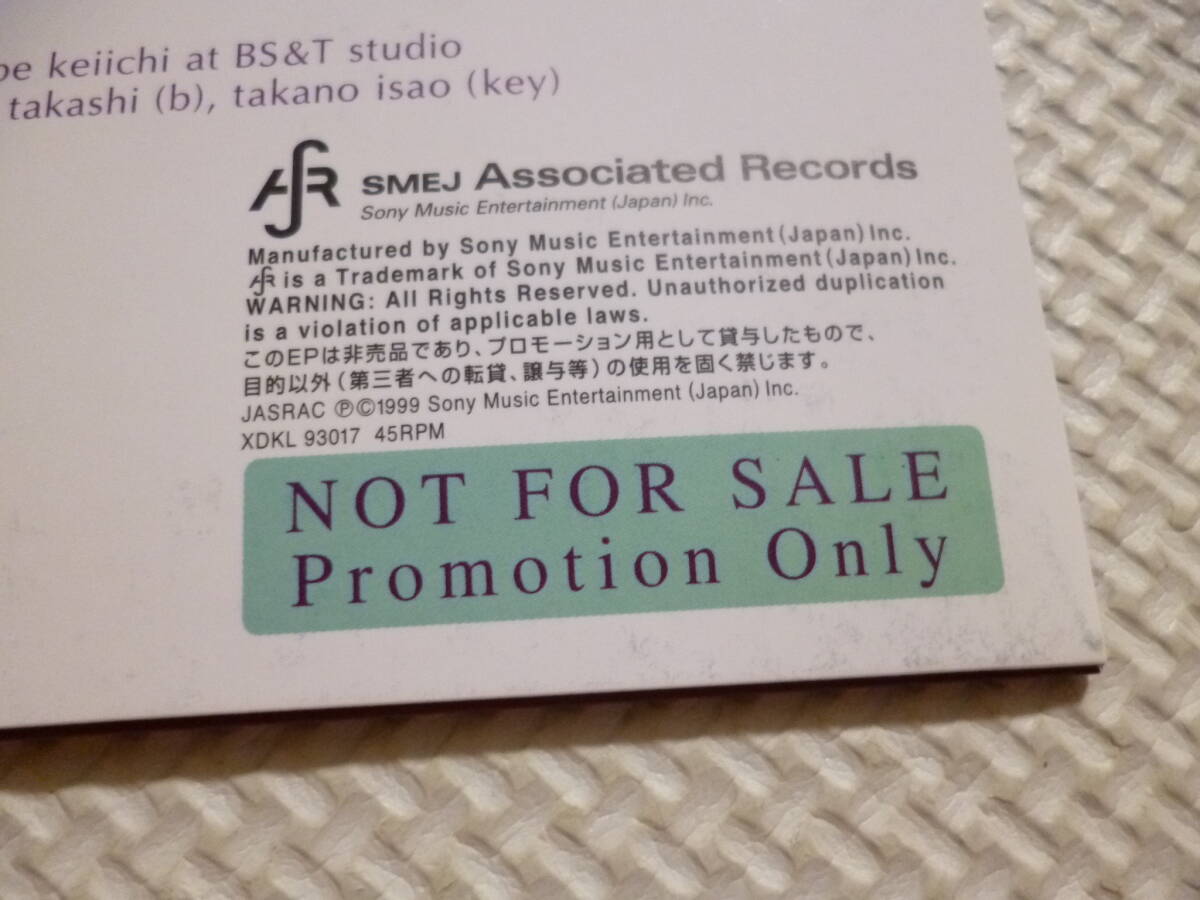 keiichi at BS&T studio
takashi (b), takano isao (key)
SMEJ Associated Records
Sony Music Entertainment (Japan) Inc.
Manufactured by Sony Music Entertainment (Japan) Inc.
is a Trademark of Sony Music Entertainment (Japan) Inc.
WARNING: All Rights Reserved. Unauthorized duplication
is a violation of applicable laws.
このEPは非売品であり、プロモーション用として貸与したもので、
目的以外（第三者への転貸、譲与等）の使用を固く禁じます。
JASRAC ℗©1999 Sony Music Entertainment (Japan) Inc.
XDKL 93017 45RPM
NOT FOR SALE
Promotion Only